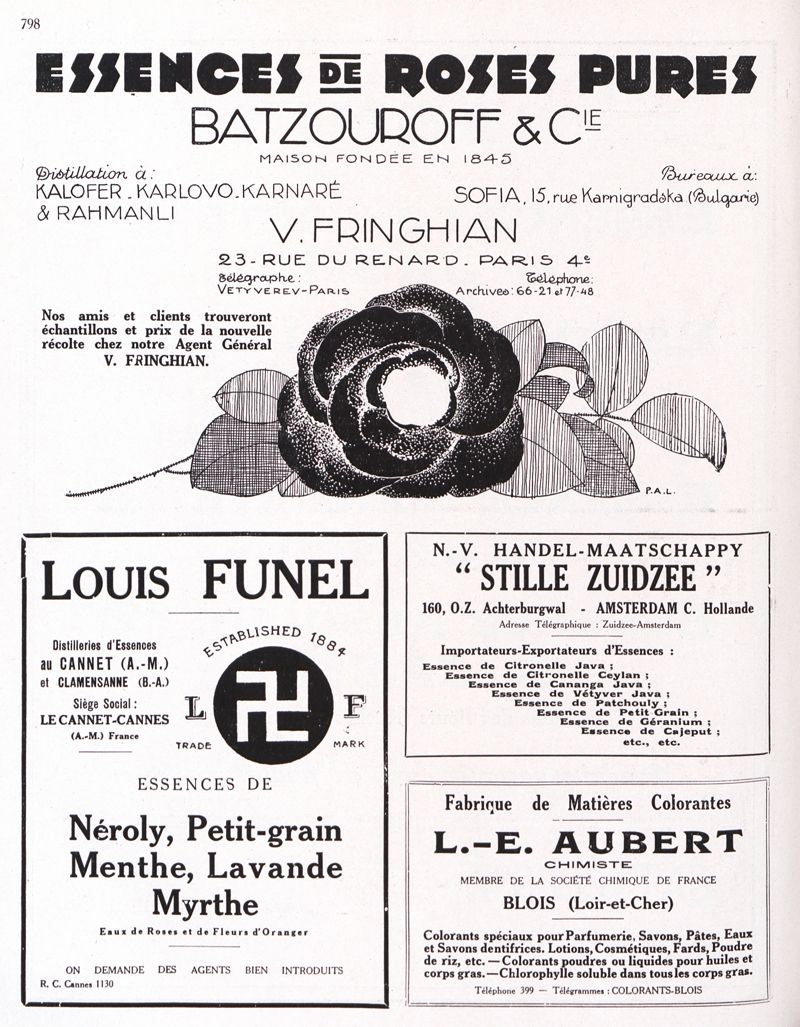 798
ESSENCES DE ROSES PURES
BATZOUROFF & CIE
MAISON FONDÉE EN 1845
Distillation à:
KALOFER - KARLOVO - KARNARÉ
& RAHMANLI
Bureaux à:
SOFIA, 15, rue Karnigradska (Bulgarie)
V. FRINGHIAN
23 - RUE DU RENARD - PARIS 4e
Télégraphe:
VETYVEREV-PARIS
Téléphone:
Archives: 66-21 et 77-48
Nos amis et clients trouveront
échantillons et prix de la nouvelle
récolte chez notre Agent Général
V. FRINGHIAN.
P.A.L.
LOUIS FUNEL
Distilleries d'Essences
au CANNET (A.-M.)
et CLAMENSANNE (B.-A.)
Siège Social :
LE CANNET-CANNES
(A.-M.) France
ESTABLISHED 1884
L F
TRADE MARK
ESSENCES DE
Néroly, Petit-grain
Menthe, Lavande
Myrthe
Eaux de Roses et de Fleurs d'Oranger
ON DEMANDE DES AGENTS BIEN INTRODUITS
R. C. Cannes 1130
N.-V. HANDEL-MAATSCHAPPY
“ STILLE ZUIDZEE ”
160, O.Z. Achterburgwal - AMSTERDAM C. Hollande
Adresse Télégraphique : Zuidzee-Amsterdam
Importateurs-Exportateurs d'Essences :
Essence de Citronelle Java ;
Essence de Citronelle Ceylan ;
Essence de Cananga Java ;
Essence de Vétyver Java ;
Essence de Patchouly ;
Essence de Petit Grain ;
Essence de Géranium ;
Essence de Cajeput ;
etc., etc.
Fabrique de Matières Colorantes
L.-E. AUBERT
CHIMISTE
MEMBRE DE LA SOCIÉTÉ CHIMIQUE DE FRANCE
BLOIS (Loir-et-Cher)
Colorants spéciaux pour Parfumerie, Savons, Pâtes, Eaux
et Savons dentifrices. Lotions, Cosmétiques, Fards, Poudre
de riz, etc. — Colorants poudres ou liquides pour huiles et
corps gras. — Chlorophylle soluble dans tous les corps gras.
Téléphone 399 — Télégrammes : COLORANTS-BLOIS